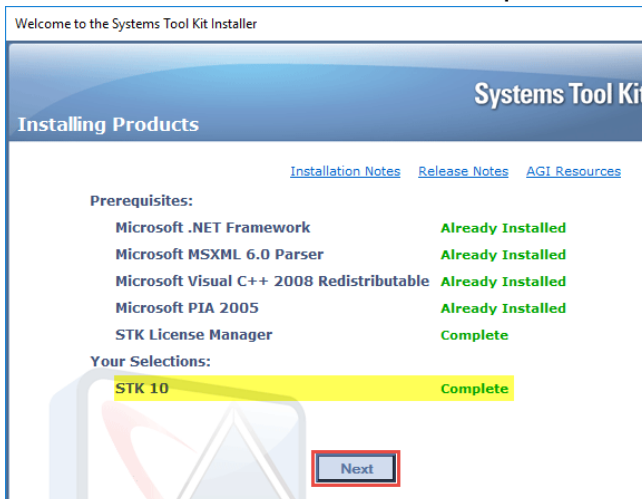 Welcome to the Systems Tool Kit Installer
Systems Tool Kit
Installing Products
Installation Notes Release Notes AGI Resources
Prerequisites:
Microsoft .NET Framework Already Installed
Microsoft MSXML 6.0 Parser Already Installed
Microsoft Visual C++ 2008 Redistributable Already Installed
Microsoft PIA 2005 Already Installed
STK License Manager Complete
Your Selections:
STK 10 Complete
Next